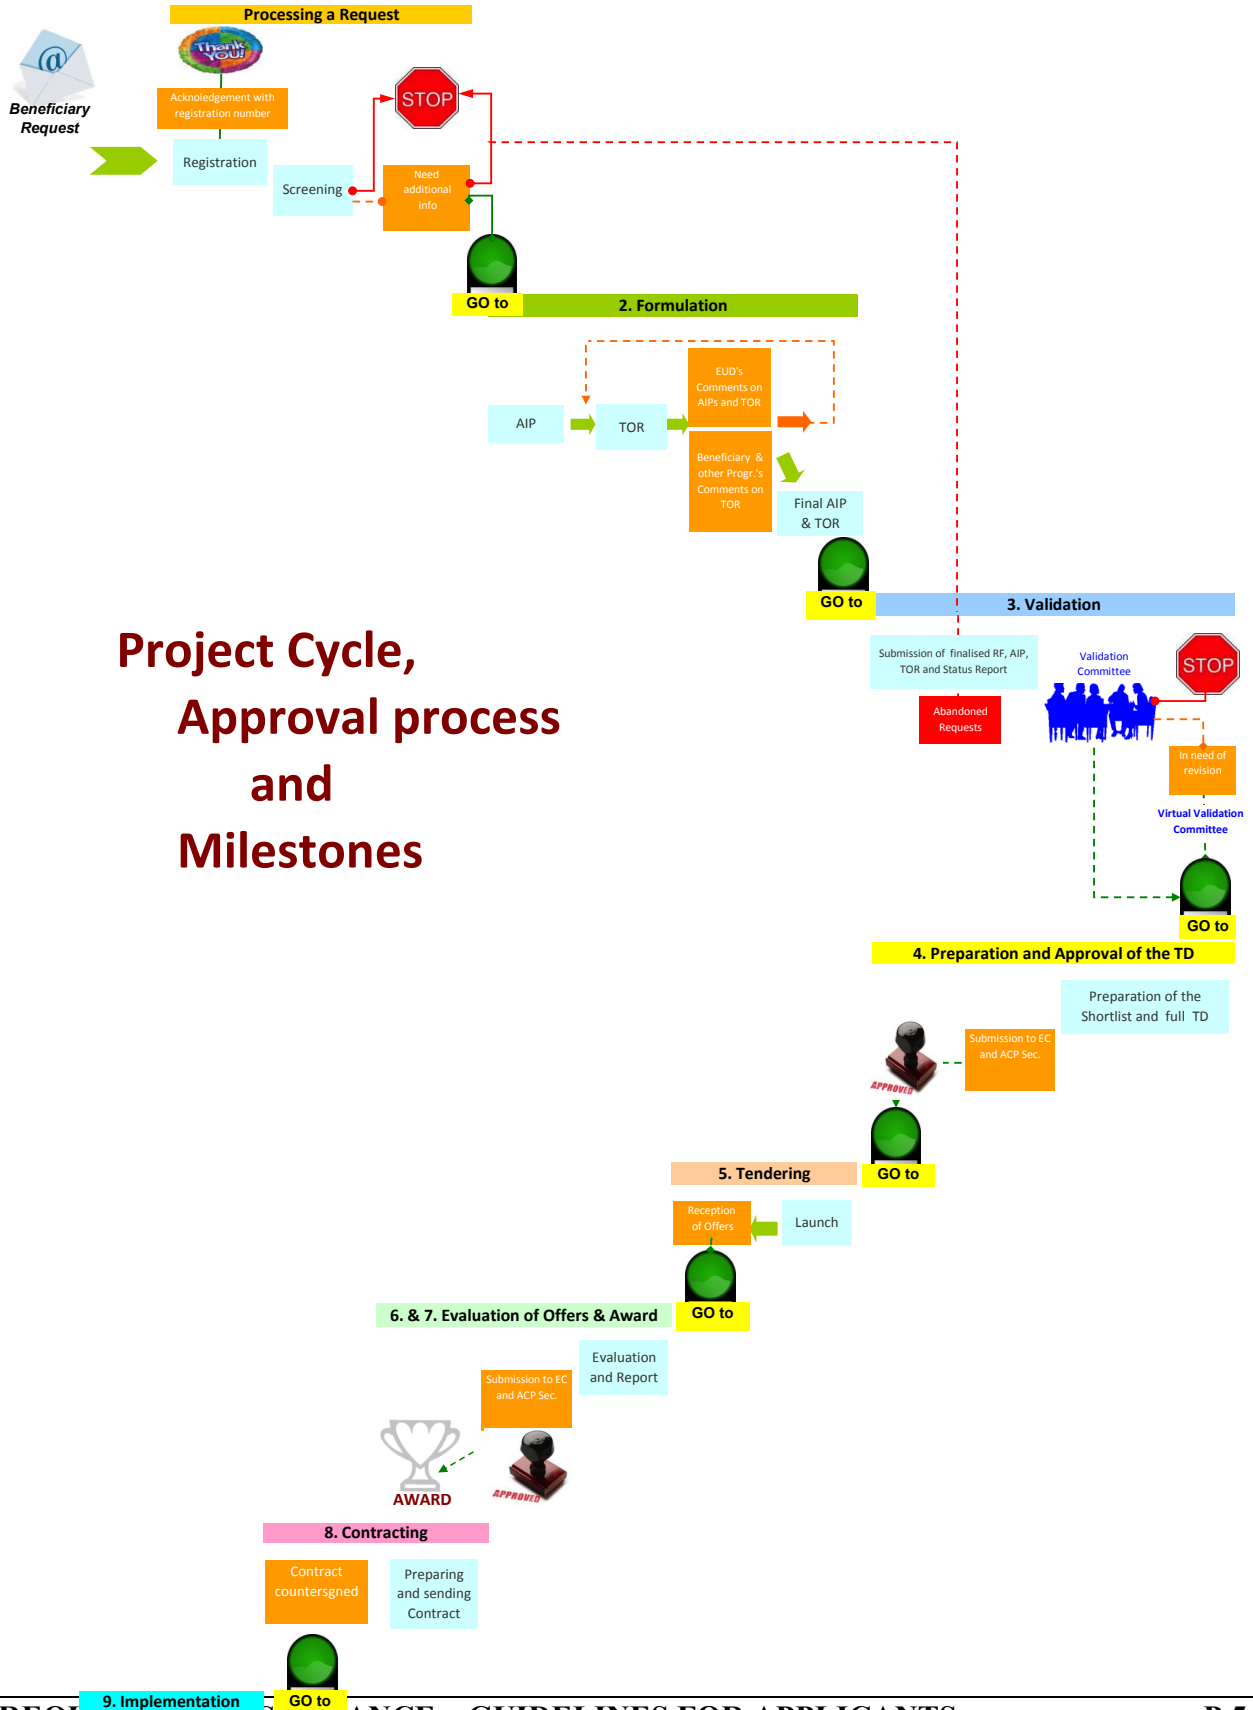 Processing a Request
Thank
YOU!
@
Beneficiary
Request
Acknoledgement with
registration number
STOP
Registration
Screening
Need
additional
info
GO to
2. Formulation
EUD's
Comments on
AIPs and TOR
AIP
TOR
Beneficiary &
other Progr.'s
Comments on
TOR
Final AIP
& TOR
GO to
3. Validation
Submission of finalised RF, AIP,
TOR and Status Report
Validation
Committee
STOP
Abandoned
Requests
In need of
revision
Virtual Validation
Committee
GO to
Project Cycle,
Approval process
and
Milestones
4. Preparation and Approval of the TD
Preparation of the
Shortlist and full TD
Submission to EC
and ACP Sec.
APPROVED
GO to
5. Tendering
Reception
of Offers
Launch
GO to
6. & 7. Evaluation of Offers & Award
Evaluation
and Report
Submission to EC
and ACP Sec.
APPROVED
AWARD
8. Contracting
Contract
countersgned
Preparing
and sending
Contract
GO to
9. Implementation
GUIDELINES FOR APPLICANTS